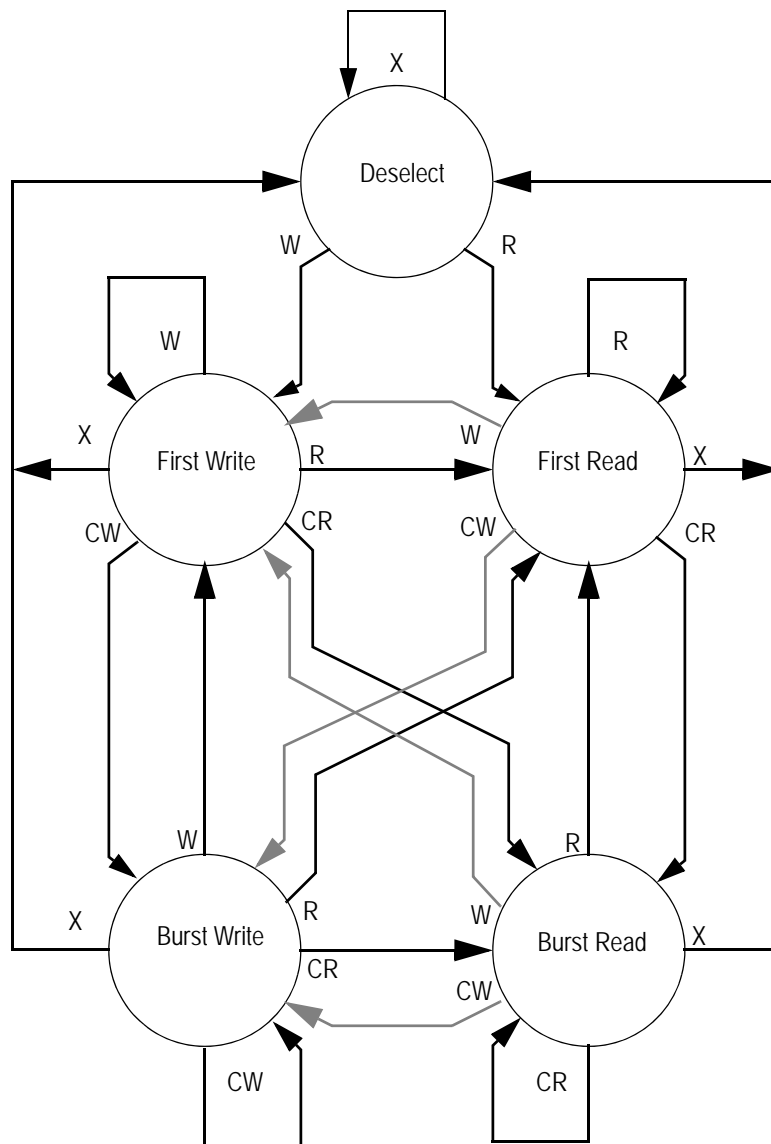 X
Deselect
W
R
W
R
X
W
First Write
R
First Read
X
CW
CR
CW
CR
W
R
X
R
W
Burst Write
Burst Read
X
CR
CW
CW
CR